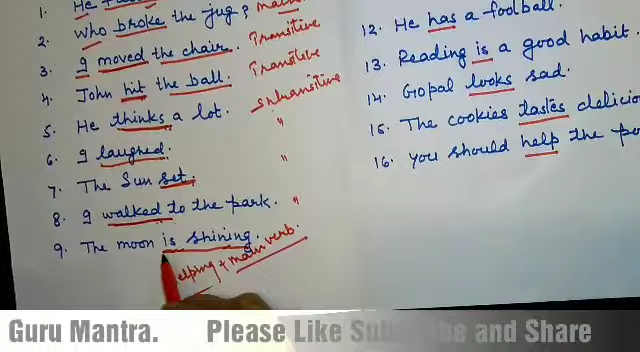 1. He
2. Who broke the jug?
3. I moved the chair. Transitive
4. John hit the ball. Transitive
5. He thinks a lot. Intransitive
6. I laughed. "
7. The Sun set. "
8. I walked to the park. "
9. The moon is shining.
elping + main verb.
12. He has a football.
13. Reading is a good habit.
14. Gopal looks sad.
15. The cookies tastes delicio
16. You should help the po
Guru Mantra. Please Like Subscribe and Share